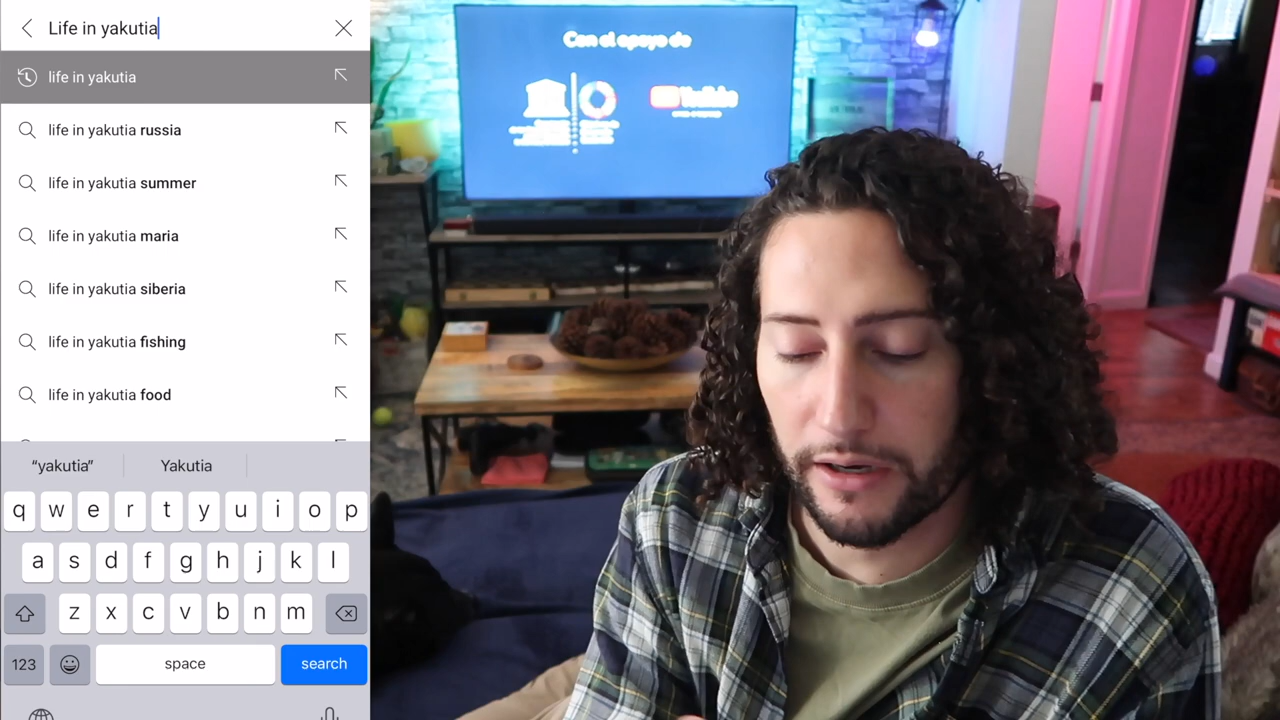 Life in yakutia
life in yakutia
life in yakutia russia
life in yakutia summer
life in yakutia maria
life in yakutia siberia
life in yakutia fishing
life in yakutia food
“yakutia” Yakutia
q w e r t y u i o p
a s d f g h j k l
z x c v b n m
123 space search
Con el apoyo de
YouTube